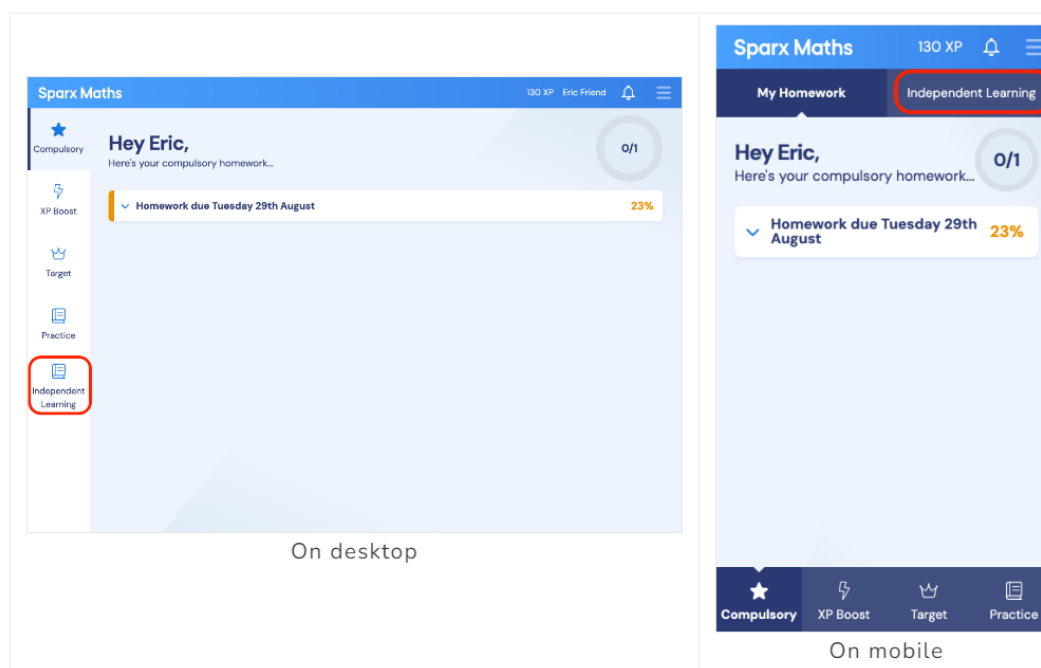 Sparx Maths
130 XP Eric Friend
Compulsory
XP Boost
Target
Practice
Independent
Learning
Hey Eric,
Here's your compulsory homework...
0/1
Homework due Tuesday 29th August 23%
On desktop
Sparx Maths 130 XP
My Homework Independent Learning
Hey Eric,
Here's your compulsory homework...
0/1
Homework due Tuesday 29th
August
23%
Compulsory XP Boost Target Practice
On mobile